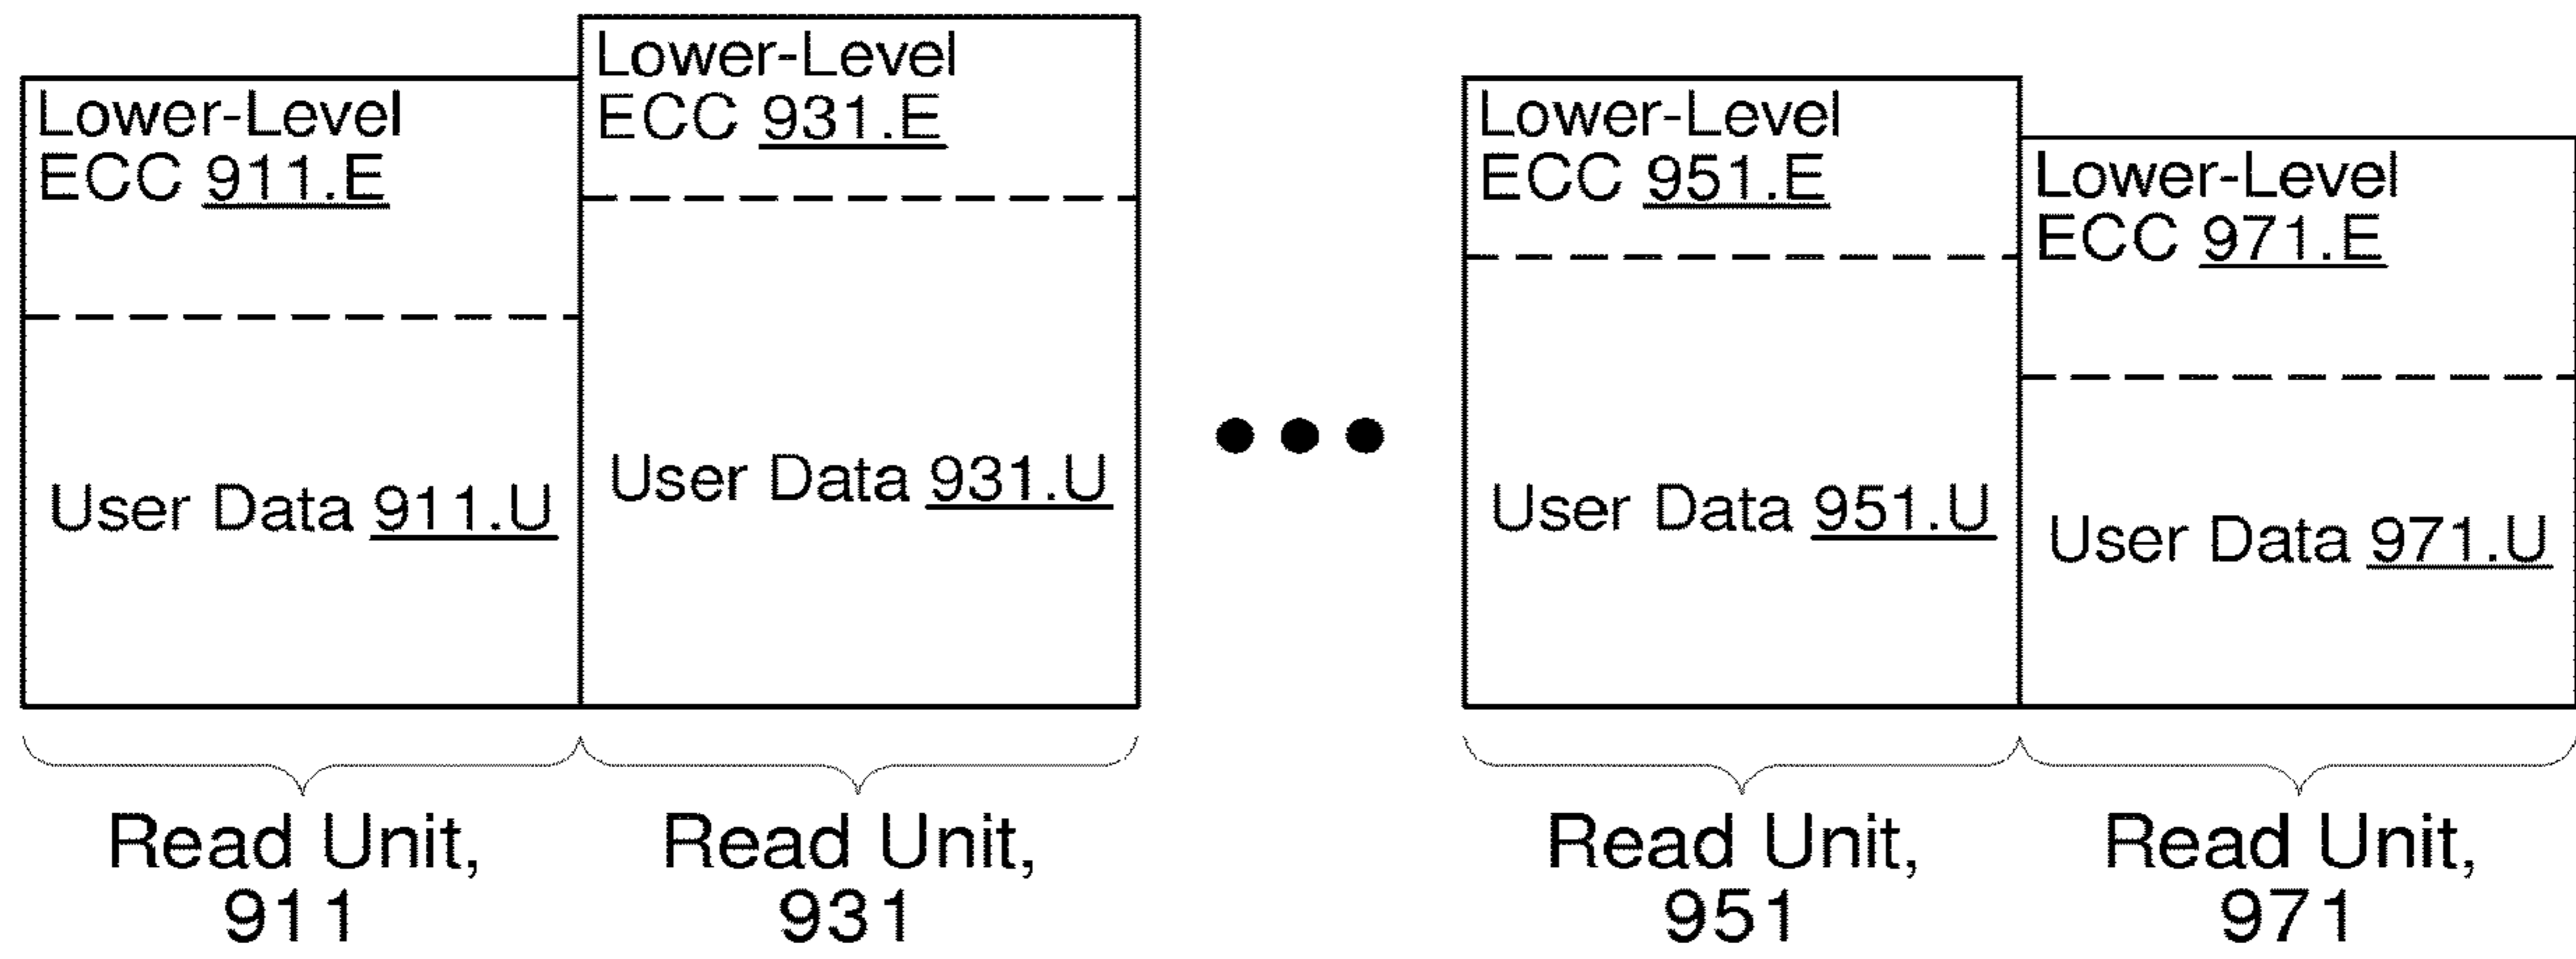 Lower-Level
ECC 911.E
User Data 911.U
Read Unit,
911
Lower-Level
ECC 931.E
User Data 931.U
Read Unit,
931
Lower-Level
ECC 951.E
User Data 951.U
Read Unit,
951
Lower-Level
ECC 971.E
User Data 971.U
Read Unit,
971